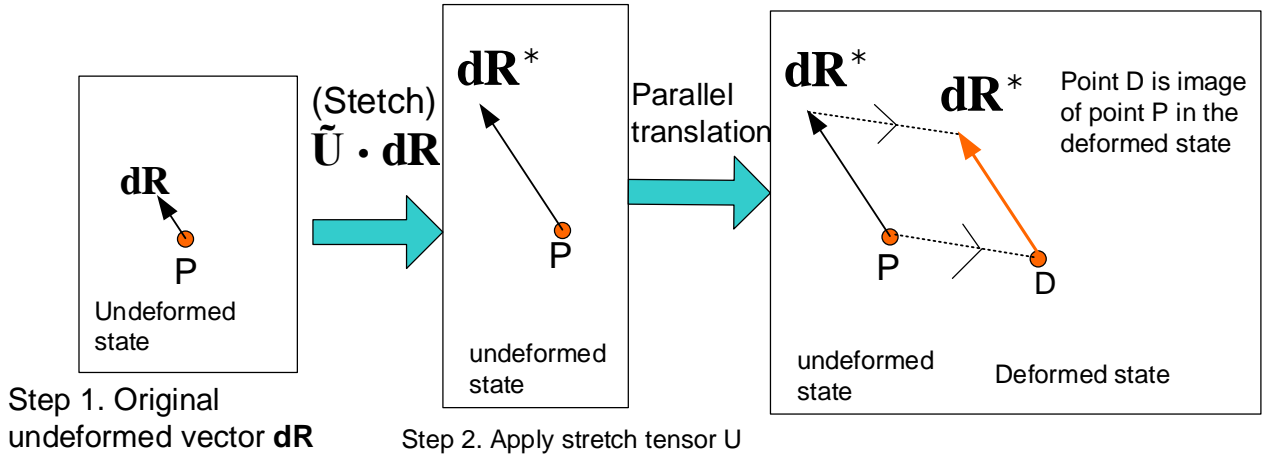 dR
P
Undeformed
state
Step 1. Original
undeformed vector dR
(Stetch)
Ũ · dR
dR*
P
undeformed
state
Step 2. Apply stretch tensor U
Parallel
translation
dR*
dR*
Point D is image
of point P in the
deformed state
P
D
undeformed
state
Deformed state